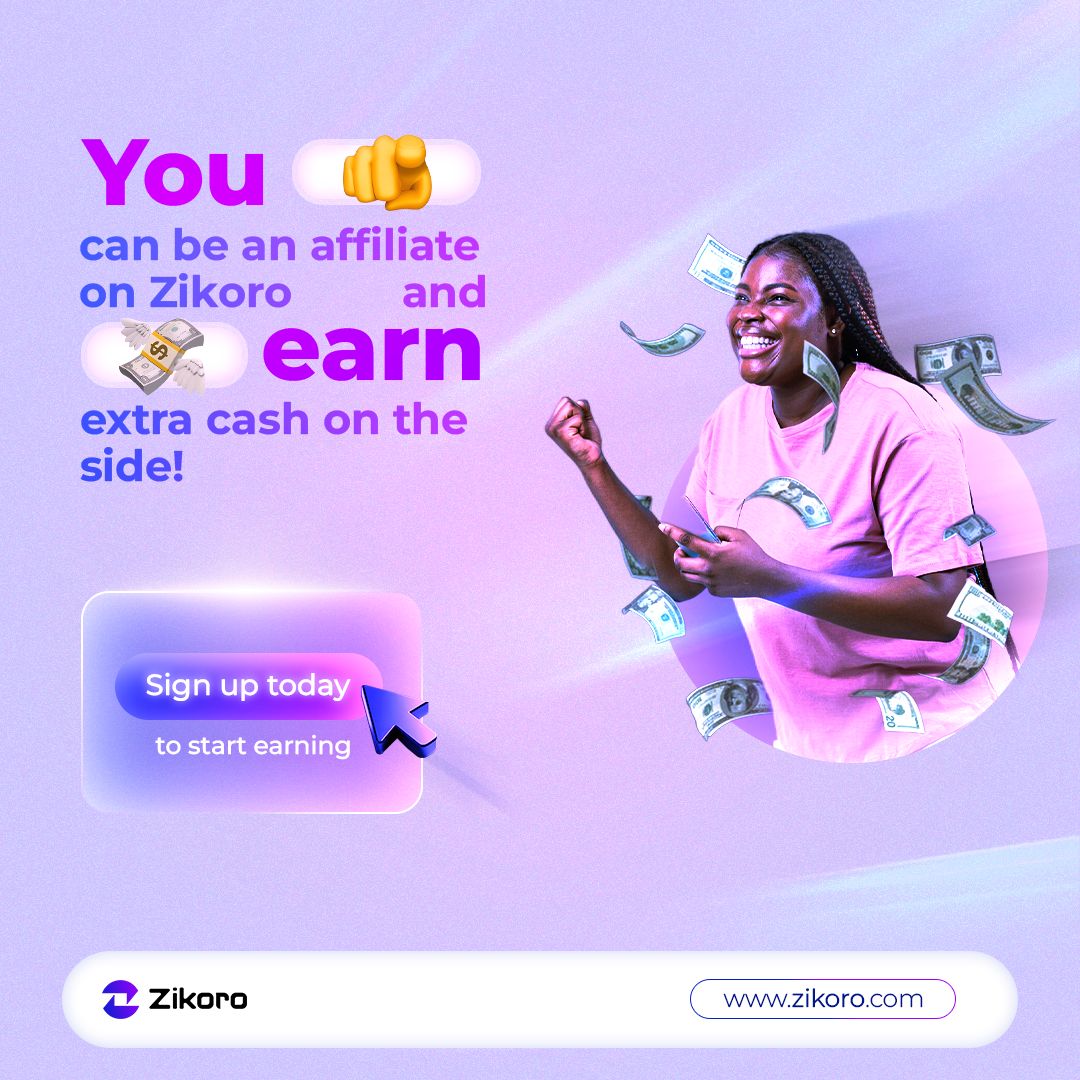 You
can be an affiliate
on Zikoro and
earn
extra cash on the
side!
Sign up today
to start earning
Zikoro
www.zikoro.com